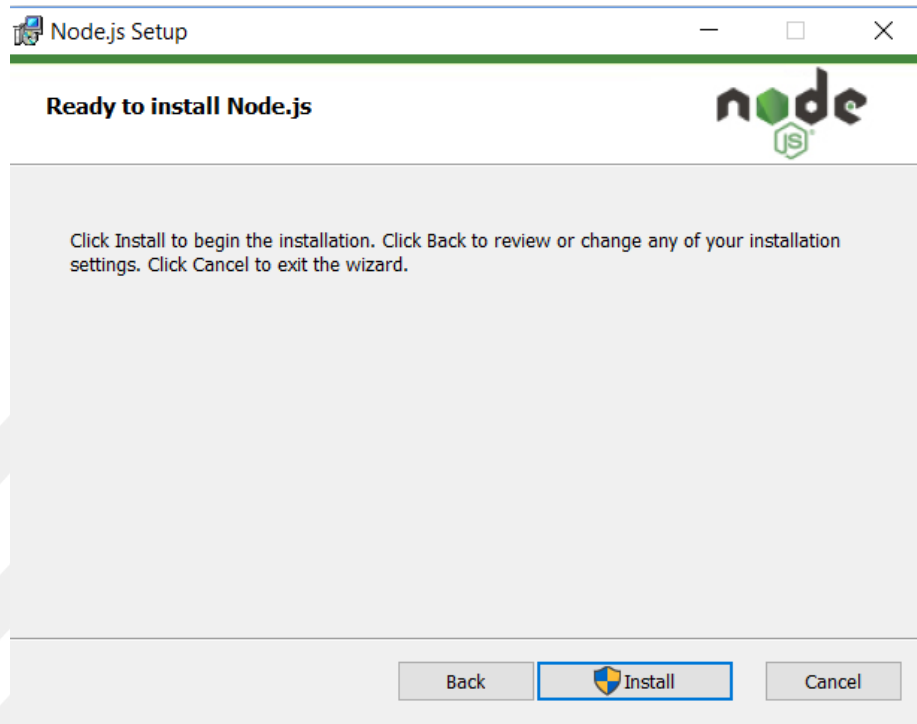 Node.js Setup
Ready to install Node.js
node
JS
Click Install to begin the installation. Click Back to review or change any of your installation
settings. Click Cancel to exit the wizard.
Back
Install
Cancel